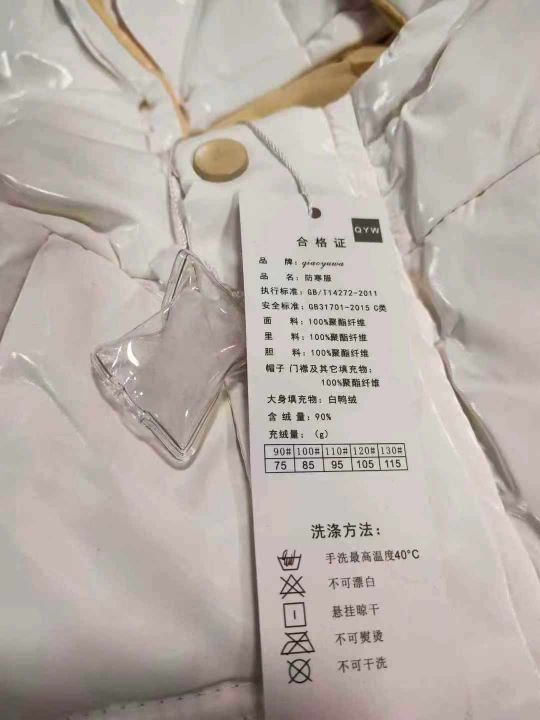 QYW
合格证
品 牌：qiaoyuwa
品 名：防寒服
执行标准：GB/T14272-2011
安全标准：GB31701-2015 C类
面 料：100%聚酯纤维
里 料：100%聚酯纤维
胆 料：100%聚酯纤维
帽子 门襟及其它填充物：
100%聚酯纤维
大身填充物：白鸭绒
含 绒 量：90%
充绒量：（g）
90# 100# 110# 120# 130#
75 85 95 105 115
洗涤方法：
手洗最高温度40°C
不可漂白
悬挂晾干
不可熨烫
不可干洗